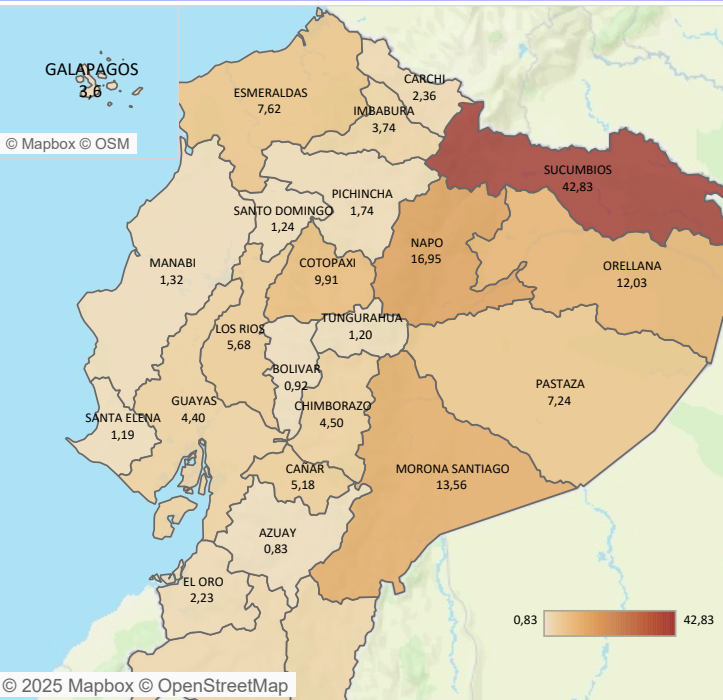 GALAPAGOS
3,6
© Mapbox © OSM
ESMERALDAS
7,62
CARCHI
2,36
IMBABURA
3,74
SUCUMBIOS
42,83
PICHINCHA
1,74
SANTO DOMINGO
1,24
NAPO
16,95
MANABI
1,32
COTOPAXI
9,91
ORELLANA
12,03
TUNGURAHUA
1,20
LOS RIOS
5,68
BOLIVAR
0,92
PASTAZA
7,24
SANTA ELENA
1,19
GUAYAS
4,40
CHIMBORAZO
4,50
CAÑAR
5,18
MORONA SANTIAGO
13,56
AZUAY
0,83
EL ORO
2,23
0,83 42,83
© 2025 Mapbox © OpenStreetMap